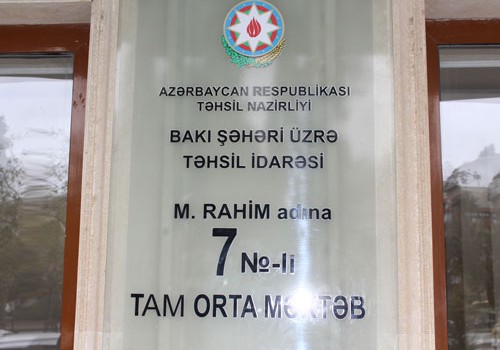 AZƏRBAYCAN RESPUBLİKASI
TƏHSİL NAZİRLİYİ
BAKI ŞƏHƏRİ ÜZRƏ
TƏHSİL İDARƏSİ
M. RAHİM adına
7 №-li
TAM ORTA MƏKTƏB